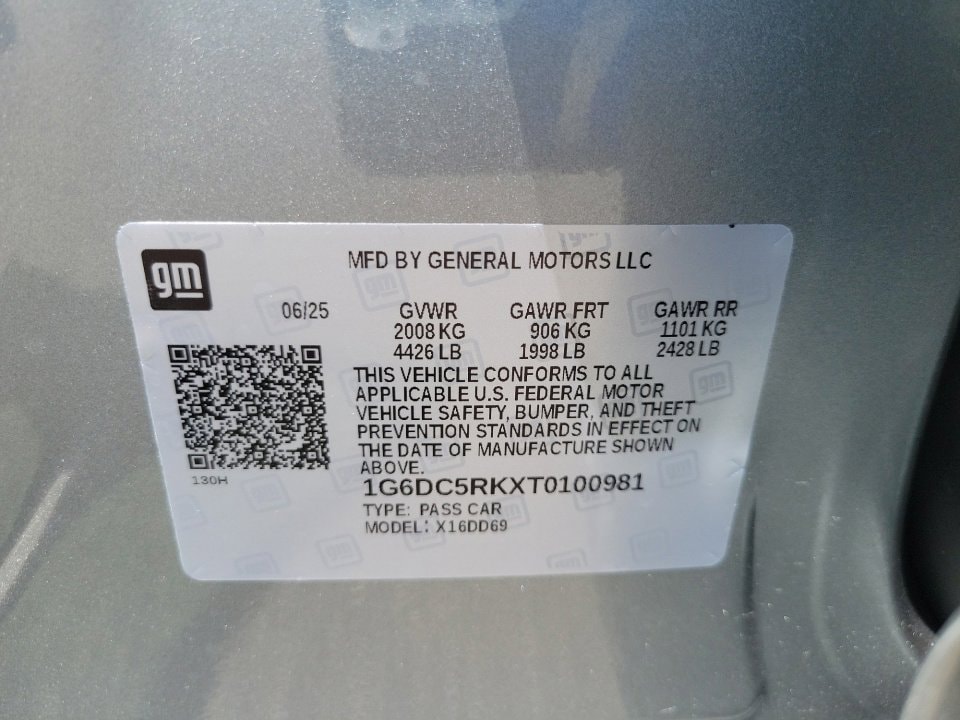 gm
MFD BY GENERAL MOTORS LLC
06/25 GVWR GAWR FRT GAWR RR
2008 KG 906 KG 1101 KG
4426 LB 1998 LB 2428 LB
THIS VEHICLE CONFORMS TO ALL
APPLICABLE U.S. FEDERAL MOTOR
VEHICLE SAFETY, BUMPER, AND THEFT
PREVENTION STANDARDS IN EFFECT ON
THE DATE OF MANUFACTURE SHOWN
ABOVE.
130H
1G6DC5RKXT0100981
TYPE: PASS CAR
MODEL: X16DD69